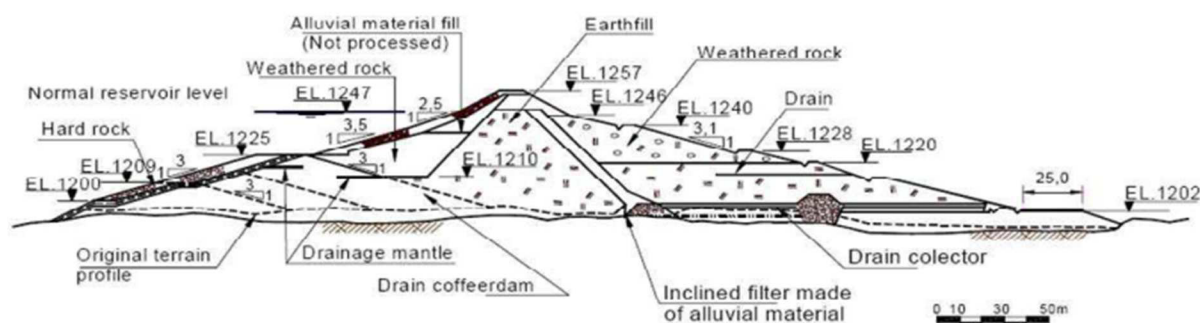 Alluvial material fill
(Not processed)
Earthfill
Weathered rock
Weathered rock
EL.1257
Normal reservoir level
EL.1247
EL.1246
EL.1240
Drain
Hard rock
2,5
1
3,5
1
3,1
1
EL.1228
EL.1225
EL.1220
EL.1209
3
1
3
1
EL.1210
EL.1200
3
1
25,0
EL.1202
Original terrain
profile
Drainage mantle
Drain colector
Drain coffeerdam
Inclined filter made
of alluvial material
0 10 30 50m